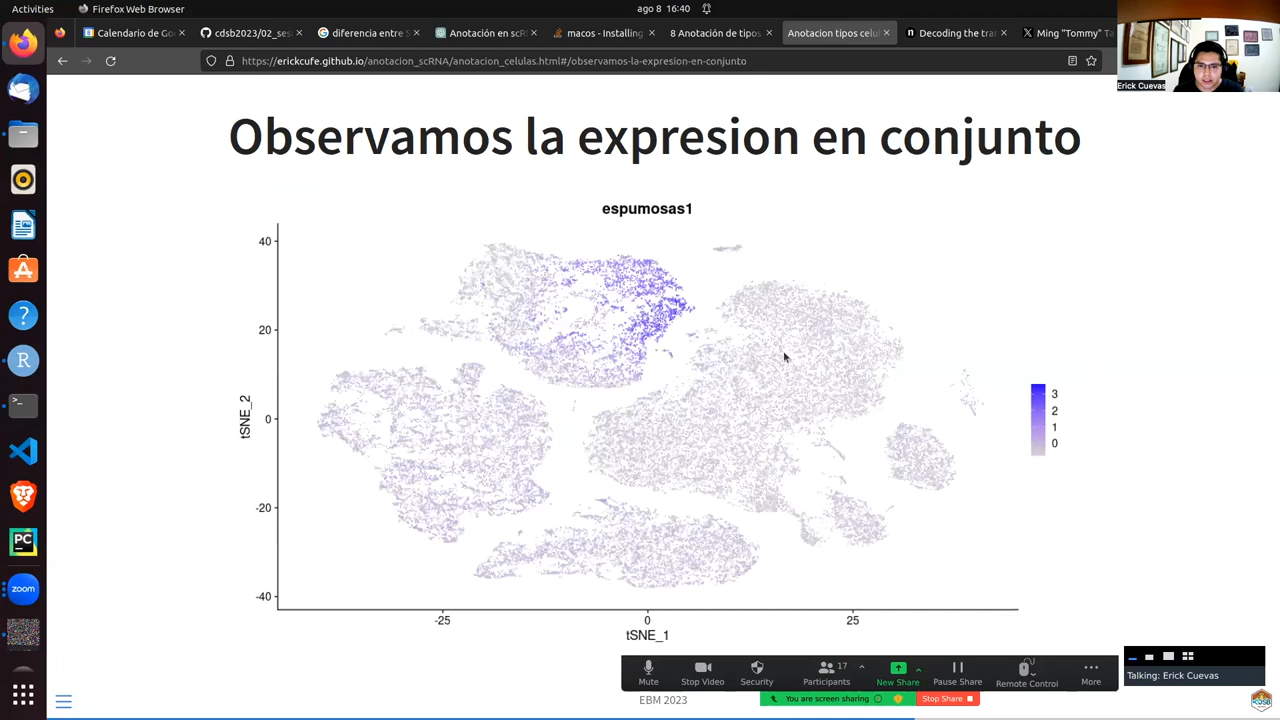 Activities
Firefox Web Browser
ago 8 16:40
Calendario de Go
cdsb2023/02_ses
diferencia entre S
Anotacion en sc
macos - Installing
8 Anotación de tipos
Anotacion tipos celu
Decoding the tra
Ming "Tommy" Ta
https://erickcufe.github.io/anotacion_scRNA/anotacion_celulas.html#/observamos-la-expresion-en-conjunto
Erick Cuevas
Observamos la expresion en conjunto
espumosas1
40
20
0
-20
-40
tSNE_2
-25
0
25
tSNE_1
3
2
1
0
Mute
Stop Video
Security
Participants
17
New Share
Pause Share
Remote Control
More
You are screen sharing
Stop Share
Talking: Erick Cuevas
EBM 2023
zoom